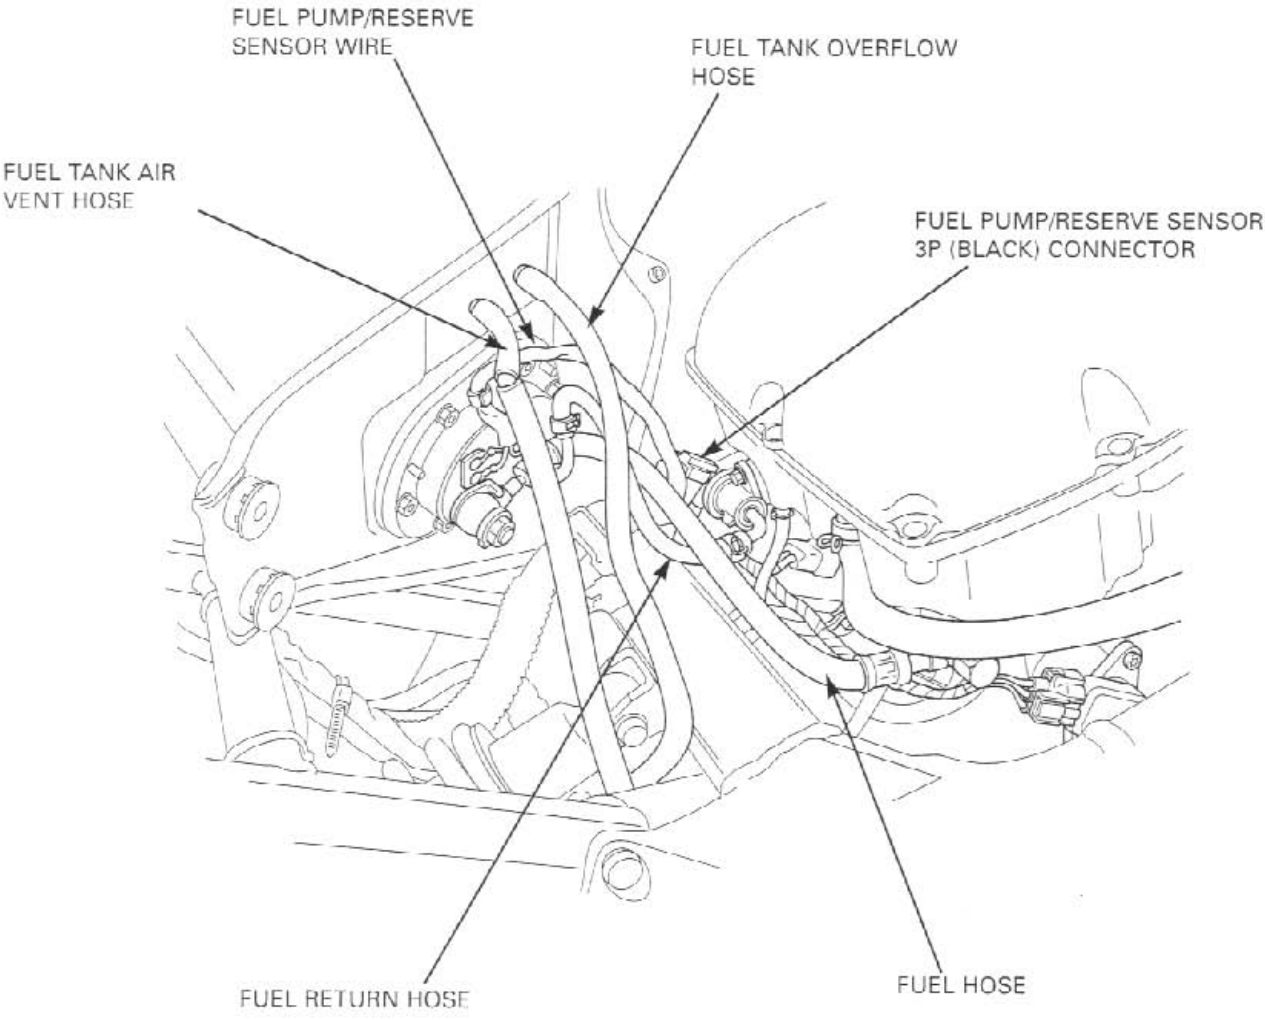 FUEL PUMP/RESERVE
SENSOR WIRE
FUEL TANK OVERFLOW
HOSE
FUEL TANK AIR
VENT HOSE
FUEL PUMP/RESERVE SENSOR
3P (BLACK) CONNECTOR
FUEL RETURN HOSE
FUEL HOSE